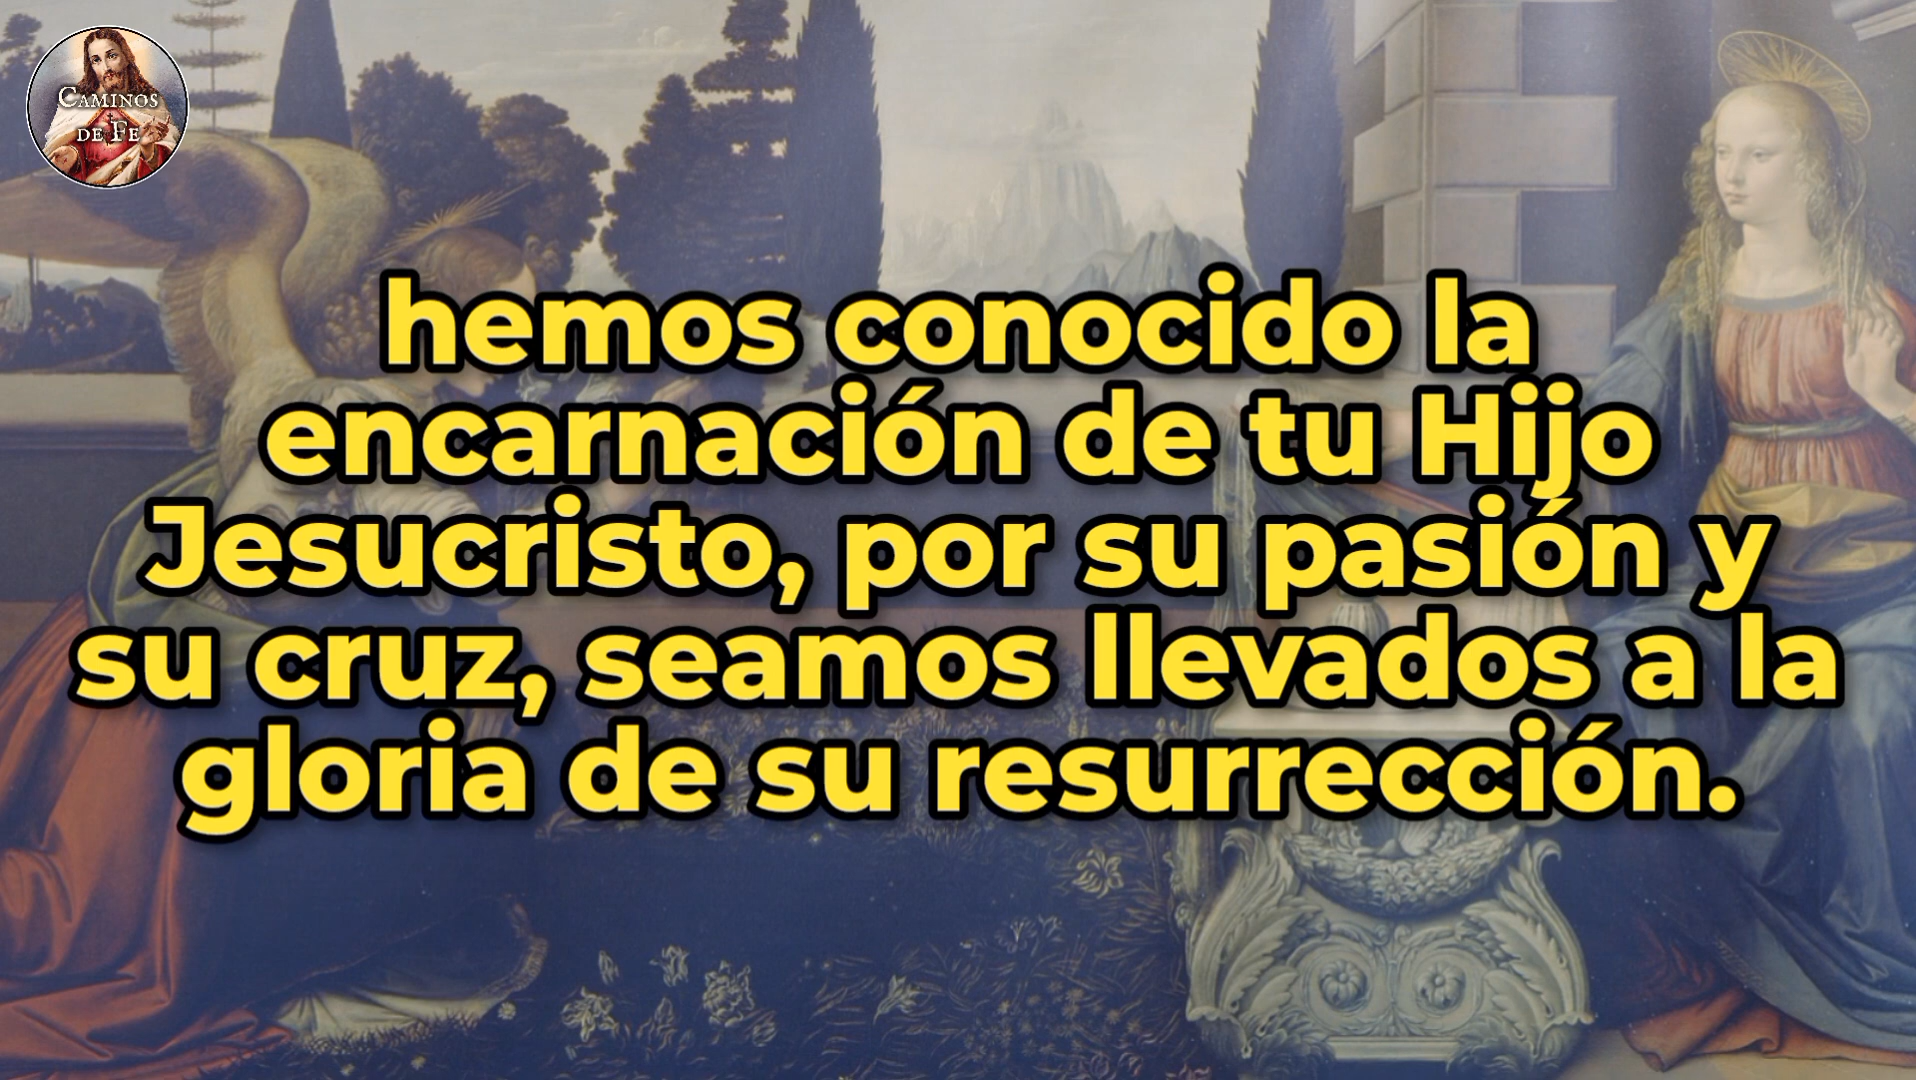 CAMINOS
DE FE
hemos conocido la
encarnación de tu Hijo
Jesucristo, por su pasión y
su cruz, seamos llevados a la
gloria de su resurrección.